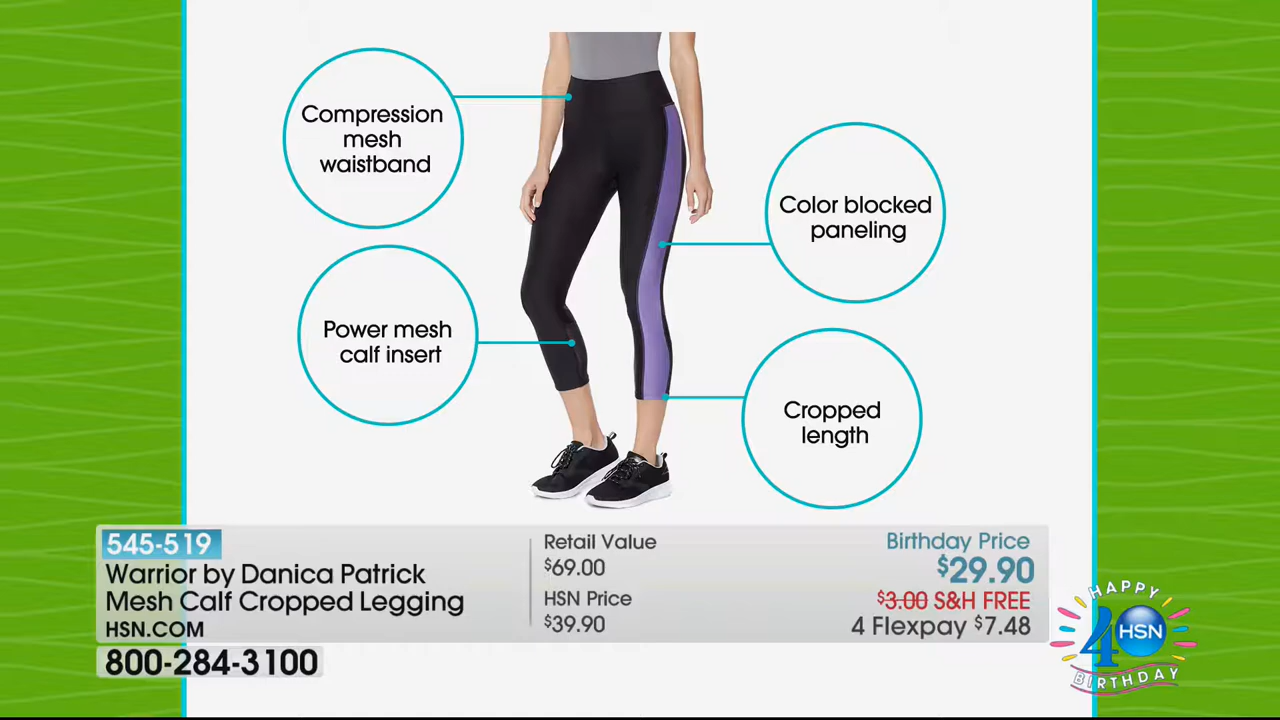 Compression
mesh
waistband
Color blocked
paneling
Power mesh
calf insert
Cropped
length
545-519
Warrior by Danica Patrick
Mesh Calf Cropped Legging
HSN.COM
800-284-3100
Retail Value
$69.00
HSN Price
$39.90
Birthday Price
$29.90
$3.00 S&H FREE
4 Flexpay $7.48
HAPPY
40 HSN
BIRTHDAY